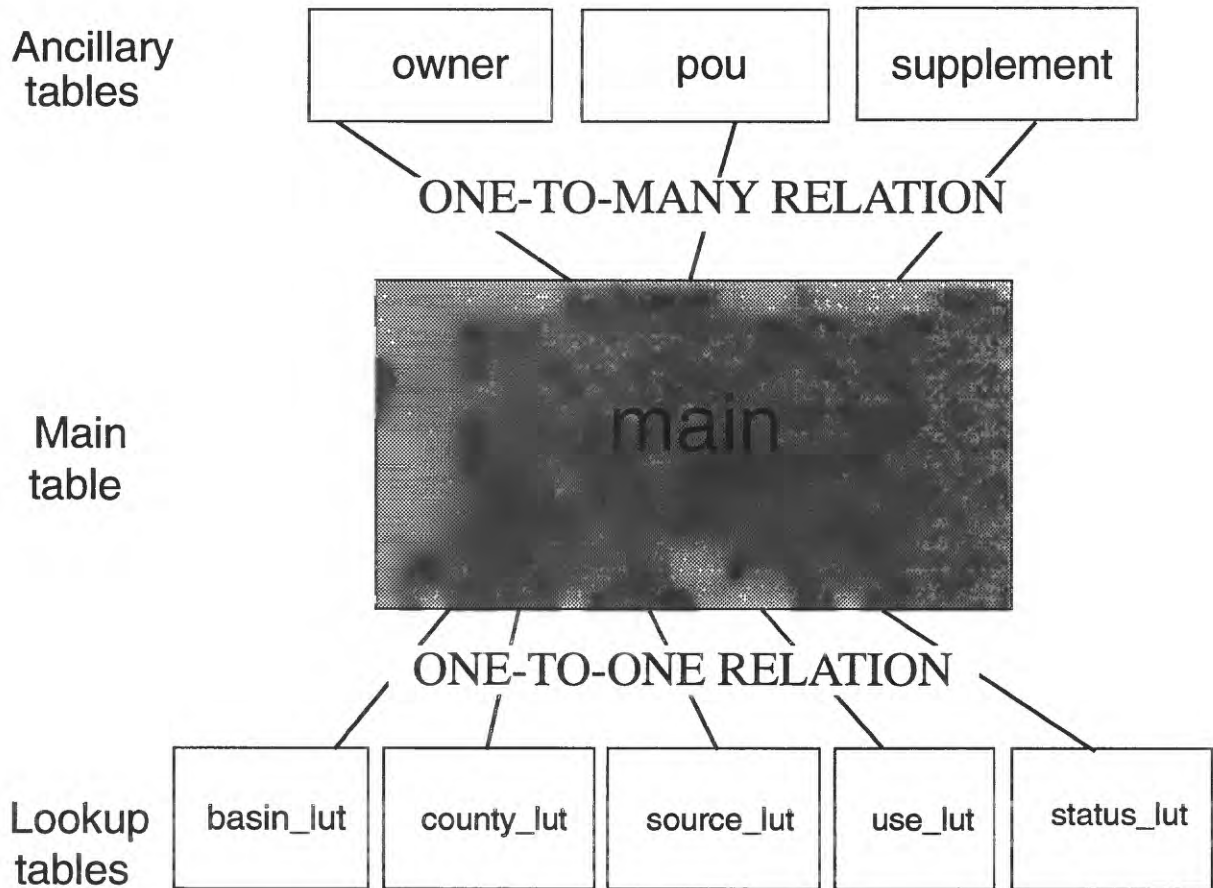 Ancillary
tables
owner
pou
supplement
ONE-TO-MANY RELATION
Main
table
main
ONE-TO-ONE RELATION
Lookup
tables
basin_lut
county_lut
source_lut
use_lut
status_lut